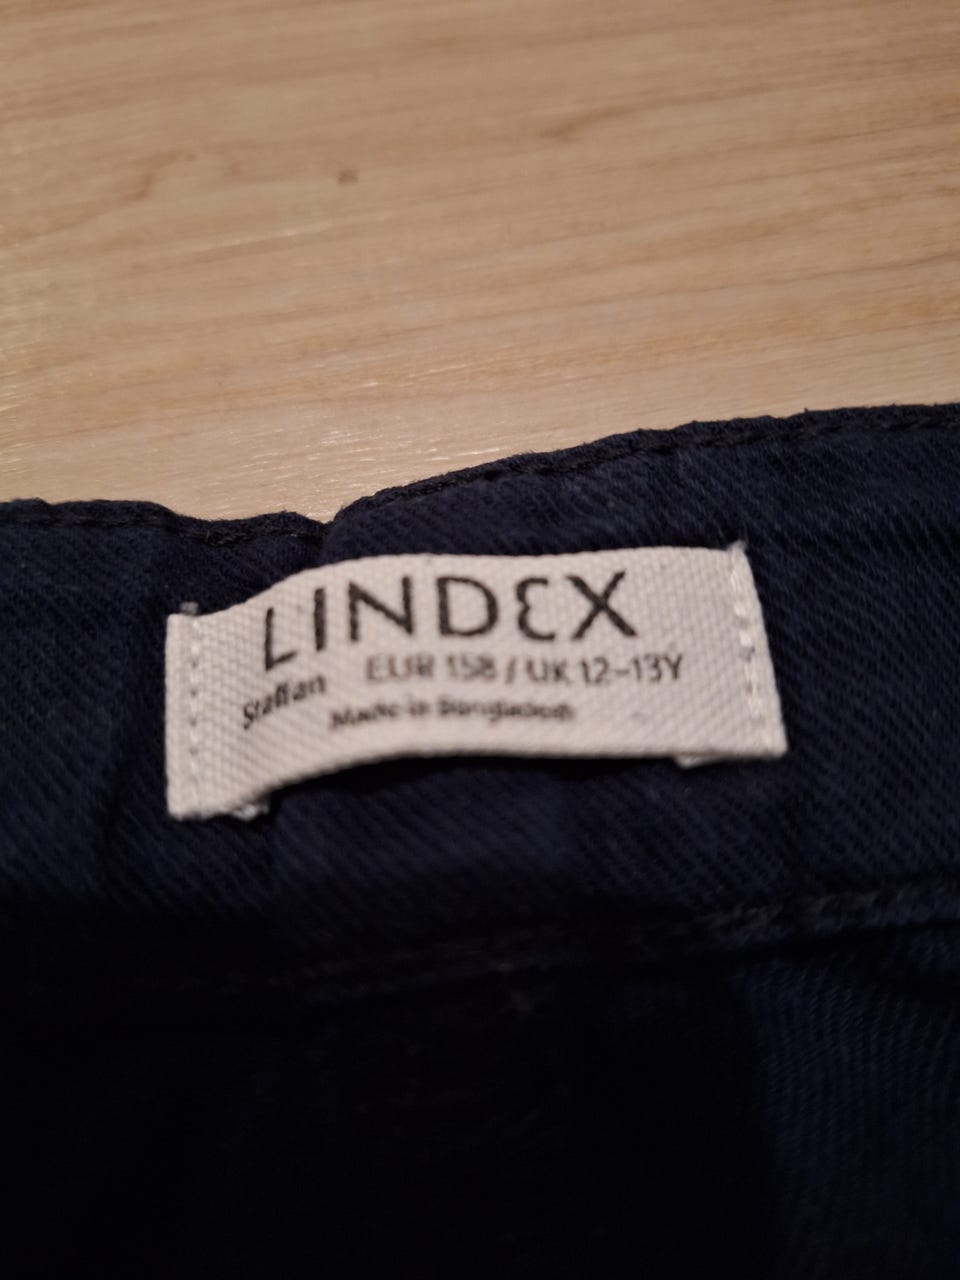 LINDEX
Staffan EUR 158 / UK 12-13Y
Made in Bangladesh